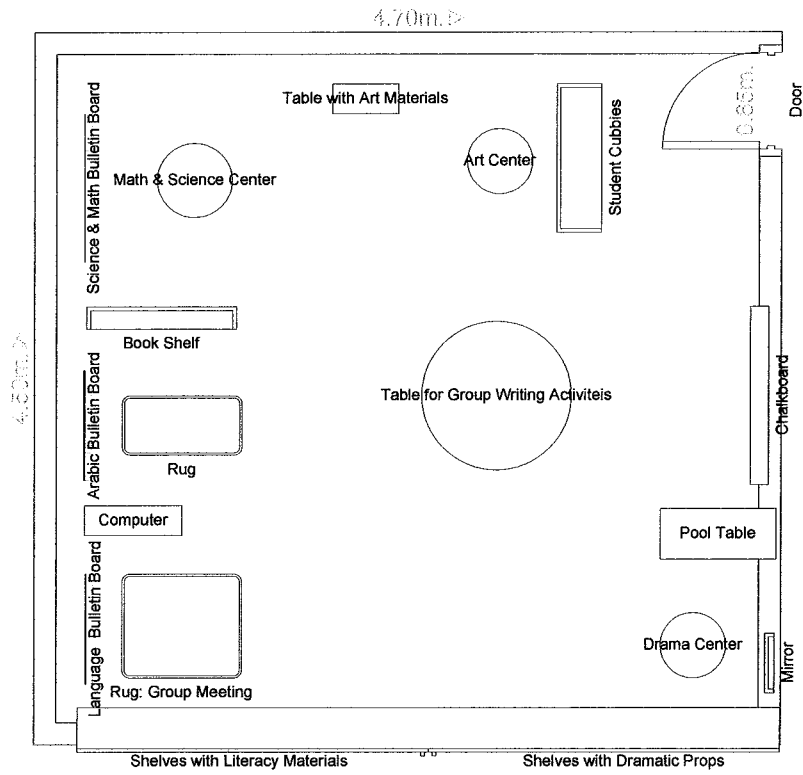 4.70m.
Door
0.85m.
Science & Math Bulletin Board
Table with Art Materials
Art Center
Student Cubbies
Math & Science Center
4.50m.
Book Shelf
Arabic Bulletin Board
Table for Group Writing Activiteis
Chalkboard
Rug
Computer
Pool Table
Language Bulletin Board
Drama Center
Mirror
Rug: Group Meeting
Shelves with Literacy Materials
Shelves with Dramatic Props